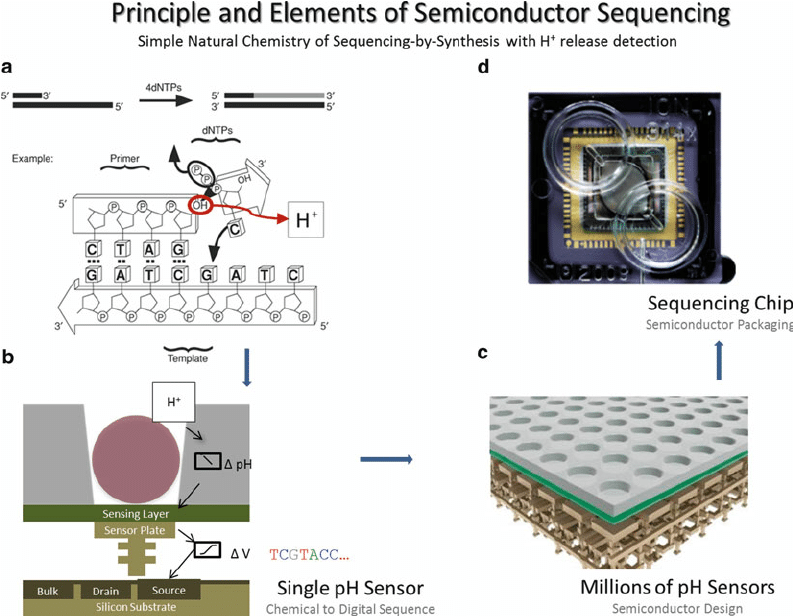 Principle and Elements of Semiconductor Sequencing
Simple Natural Chemistry of Sequencing-by-Synthesis with H⁺ release detection
a
5′ 3′ 4dNTPs 5′
3′ 5′ 3′
dNTPs
Example: Primer
3′
P P P OH
5′ P P P P OH H⁺
C
C T A G
G A T C G A T C
P P P P P P P
3′ 5′
Template
b
H⁺
Δ pH
Sensing Layer
Sensor Plate
Δ V
TCGTACC...
Bulk Drain Source
Silicon Substrate
Single pH Sensor
Chemical to Digital Sequence
d
ION
Sequencing Chip
Semiconductor Packaging
c
Millions of pH Sensors
Semiconductor Design